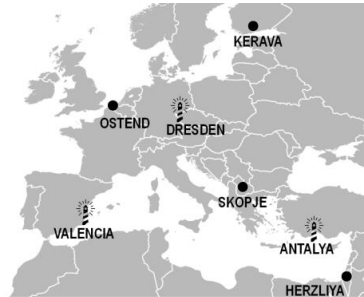 KERAVA
OSTEND
DRESDEN
SKOPJE
VALENCIA
ANTALYA
HERZLIYA